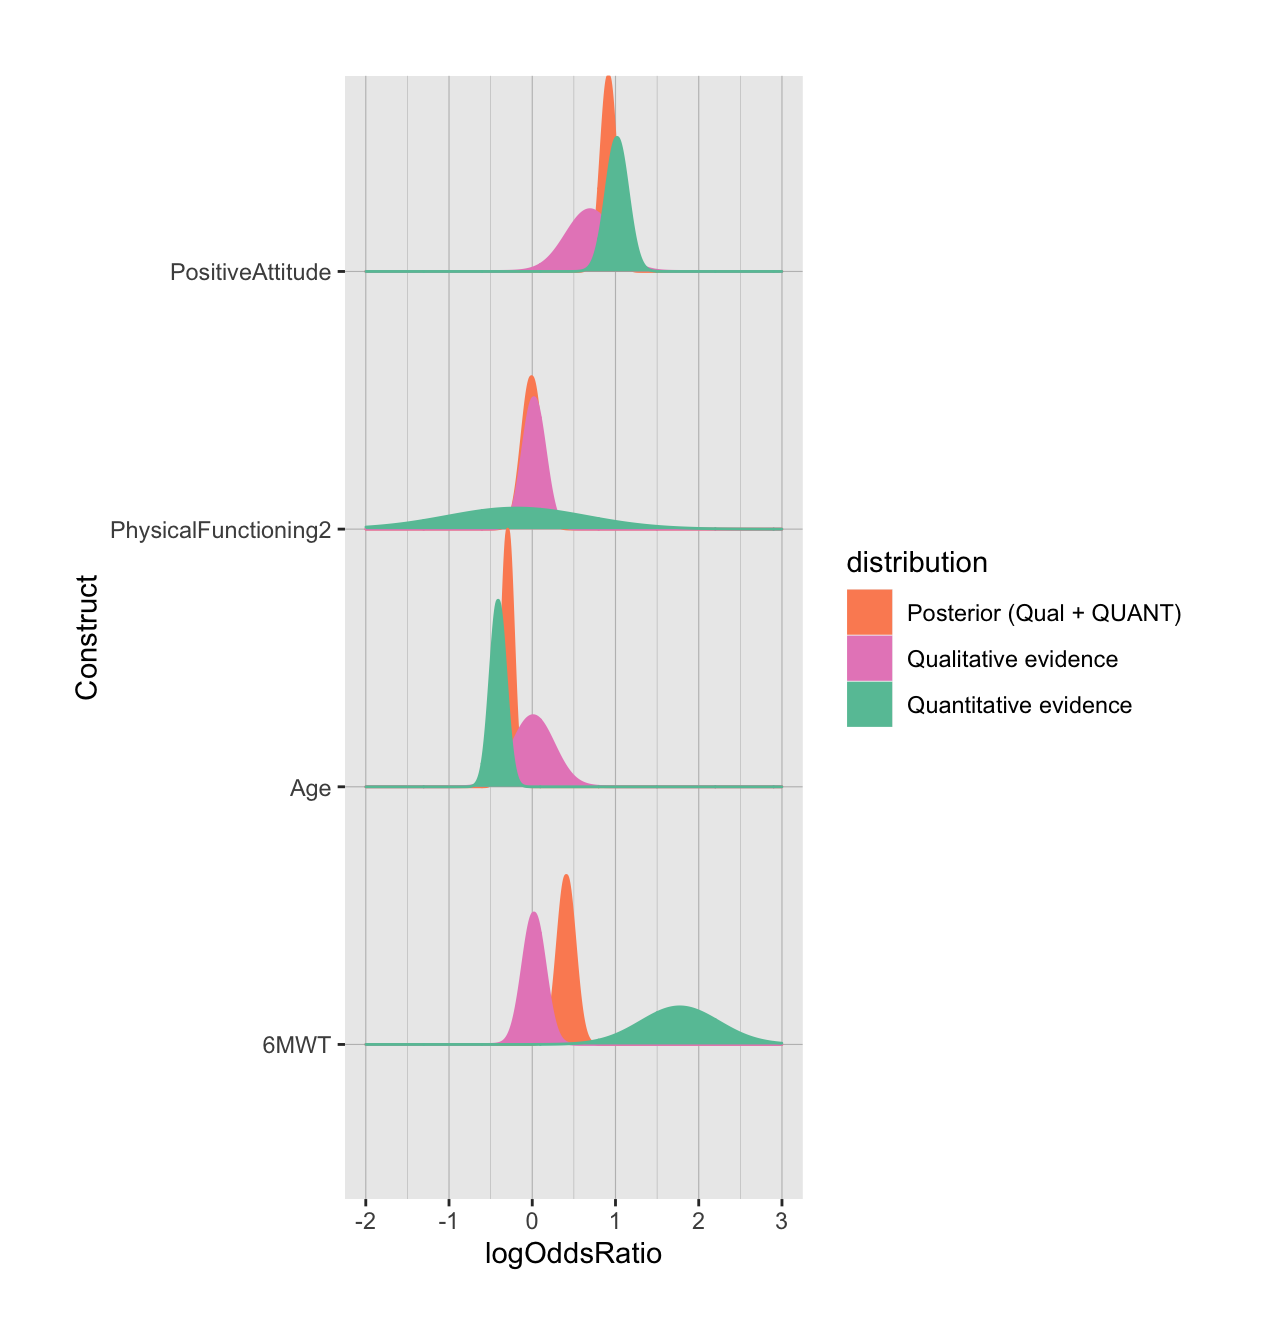 PositiveAttitude
PhysicalFunctioning2
Age
6MWT
Construct
-2 -1 0 1 2 3
logOddsRatio
distribution
Posterior (Qual + QUANT)
Qualitative evidence
Quantitative evidence